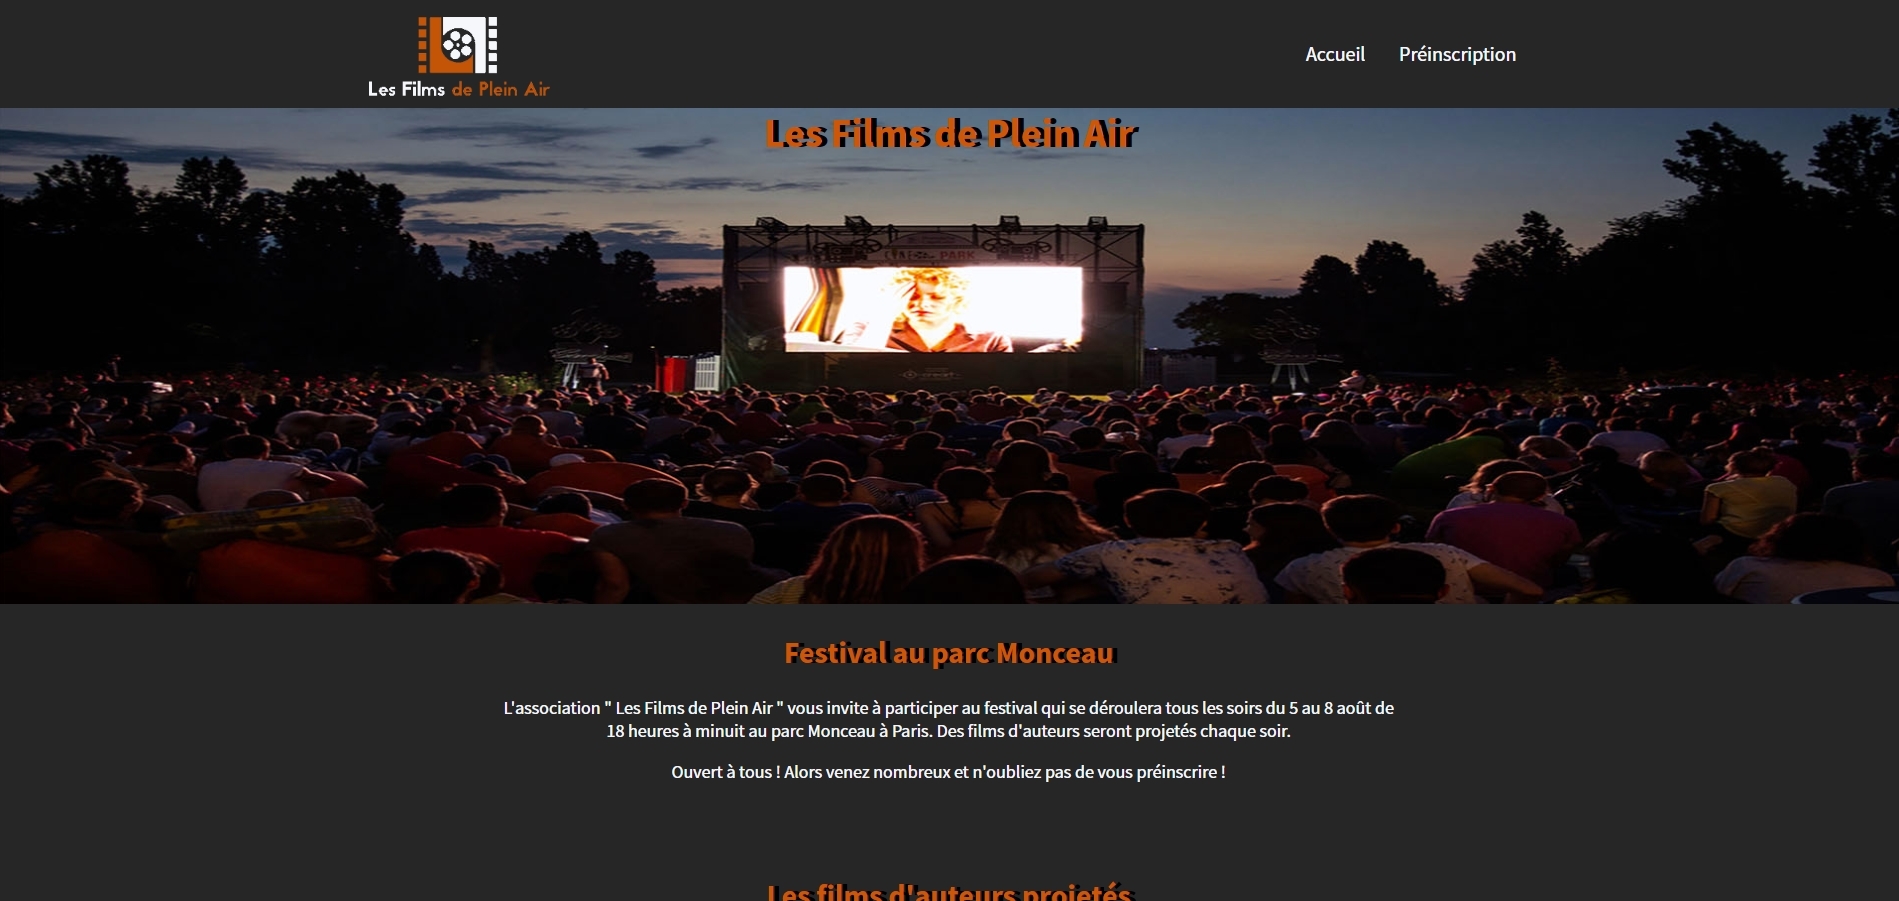 Les Films de Plein Air
Accueil Préinscription
Les Films de Plein Air
PARK
Festival au parc Monceau
L'association " Les Films de Plein Air " vous invite à participer au festival qui se déroulera tous les soirs du 5 au 8 août de
18 heures à minuit au parc Monceau à Paris. Des films d'auteurs seront projetés chaque soir.
Ouvert à tous ! Alors venez nombreux et n'oubliez pas de vous préinscrire !
Les films d'auteurs projetés